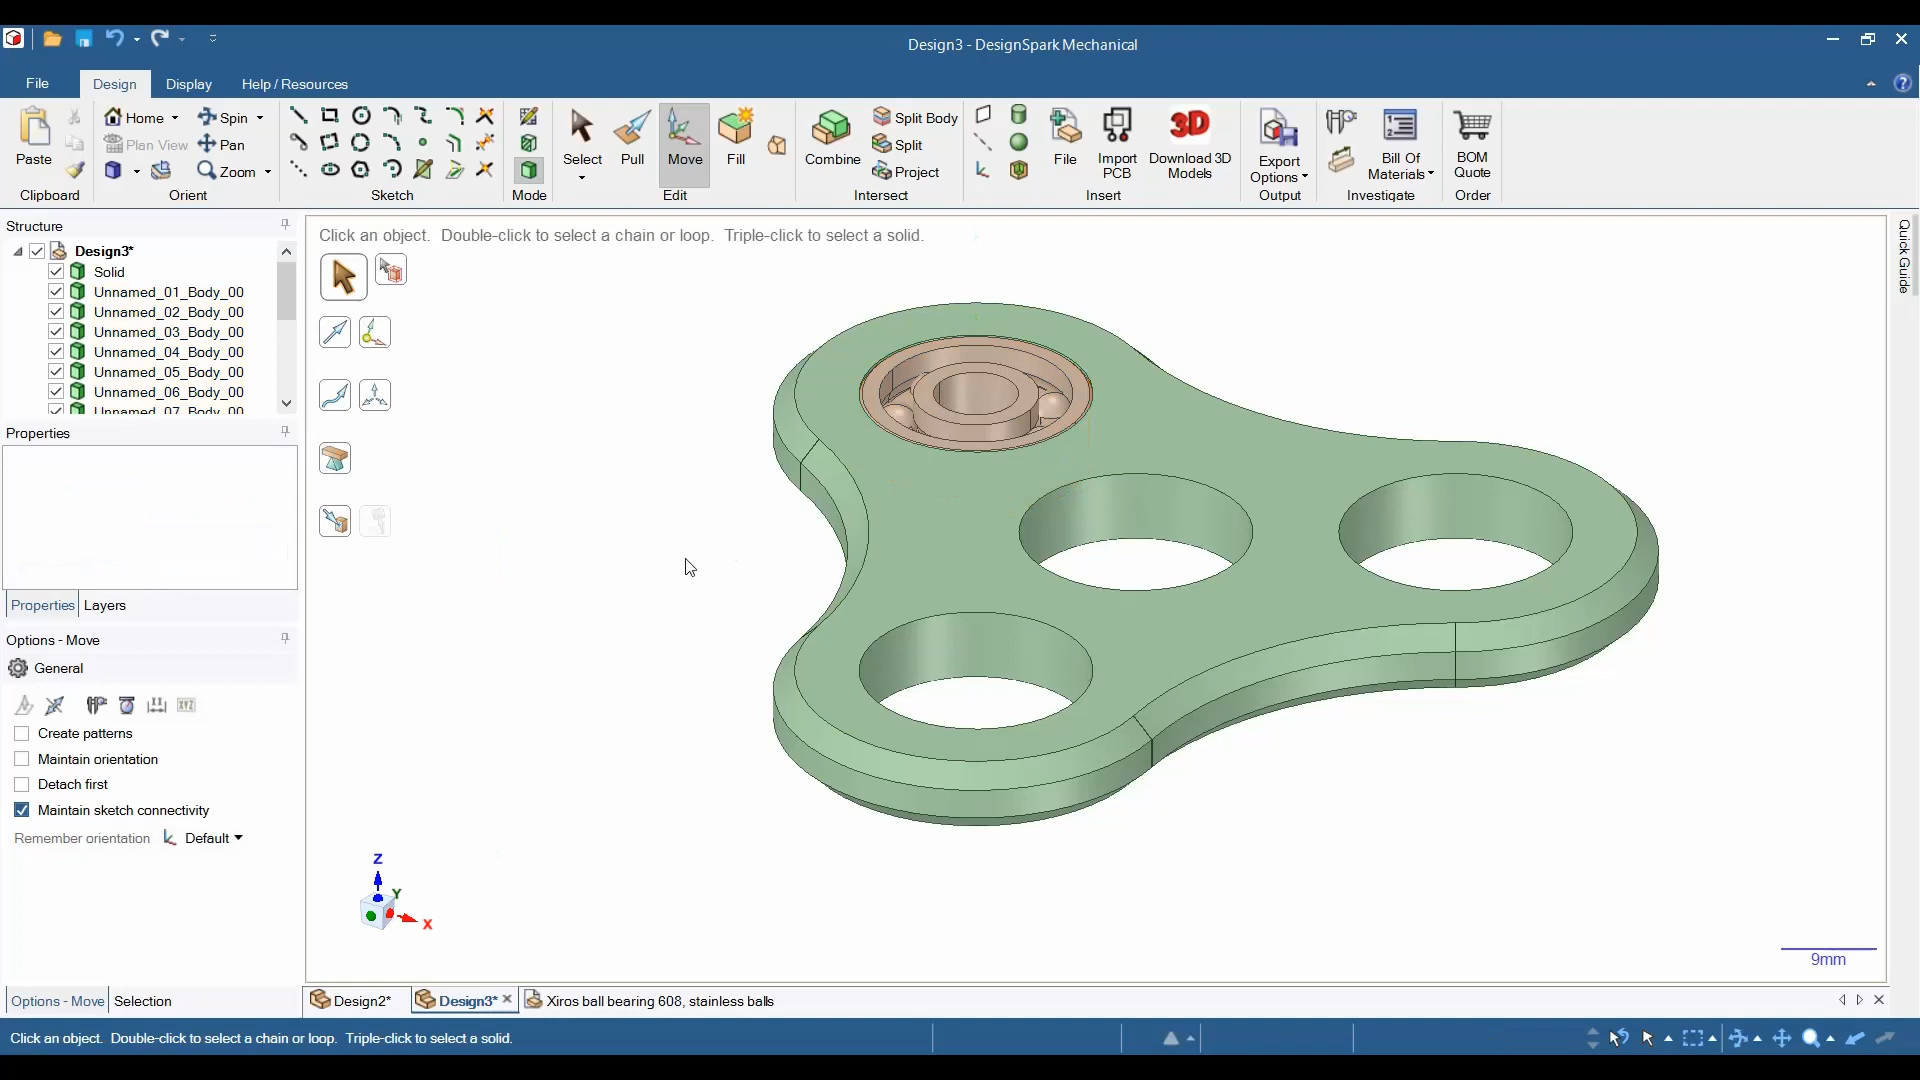 Design3 - DesignSpark Mechanical
File
Design
Display
Help / Resources
Paste
Clipboard
Home
Plan View
Spin
Pan
Zoom
Orient
Sketch
Mode
Select
Pull
Move
Fill
Edit
Combine
Split Body
Split
Project
Intersect
File
Import PCB
3D
Download 3D Models
Insert
Export Options
Output
Bill Of Materials
Investigate
BOM Quote
Order
Structure
Design3*
Solid
Unnamed_01_Body_00
Unnamed_02_Body_00
Unnamed_03_Body_00
Unnamed_04_Body_00
Unnamed_05_Body_00
Unnamed_06_Body_00
Unnamed_07_Body_00
Properties
Properties
Layers
Options - Move
General
XYZ
Create patterns
Maintain orientation
Detach first
Maintain sketch connectivity
Remember orientation
Default
Options - Move
Selection
Click an object. Double-click to select a chain or loop. Triple-click to select a solid.
Quick Guide
Z
Y
X
9mm
Design2*
Design3*
Xiros ball bearing 608, stainless balls
Click an object. Double-click to select a chain or loop. Triple-click to select a solid.